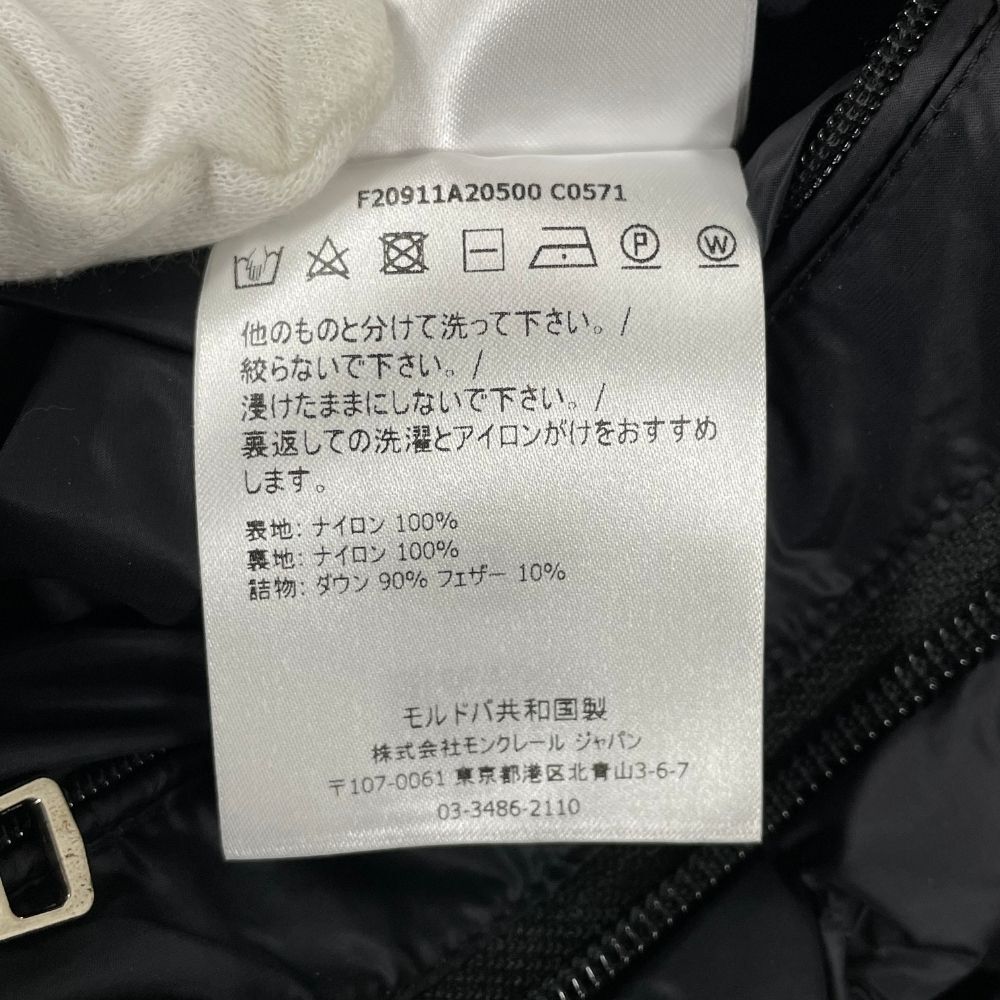 F20911A20500 C0571
P W
他のものと分けて洗って下さい。/
絞らないで下さい。/
浸けたままにしないで下さい。/
裏返しての洗濯とアイロンがけをおすすめ
します。
表地: ナイロン 100%
裏地: ナイロン 100%
詰物: ダウン 90% フェザー 10%
モルドバ共和国製
株式会社モンクレール ジャパン
〒107-0061 東京都港区北青山3-6-7
03-3486-2110